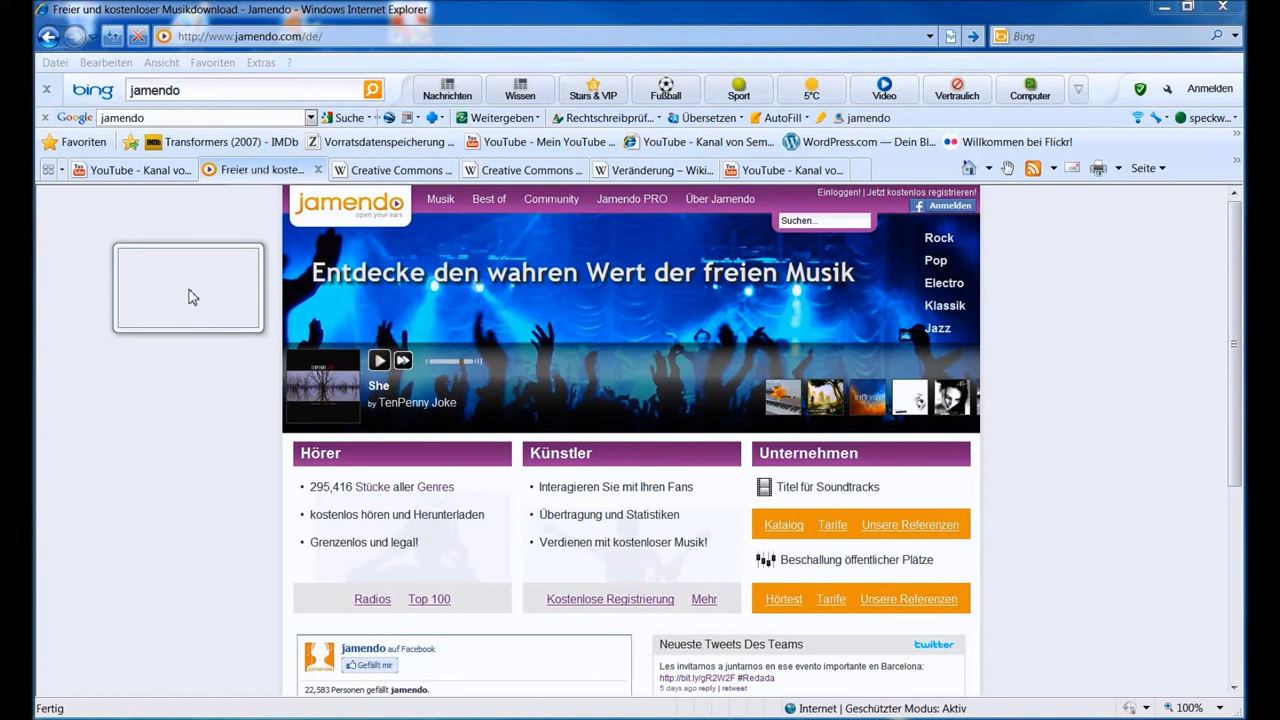 Freier und kostenloser Musikdownload - Jamendo - Windows Internet Explorer
http://www.jamendo.com/de/
Bing
Datei Bearbeiten Ansicht Favoriten Extras ?
bing jamendo Nachrichten Wissen Stars & VIP Fußball Sport 5°C Video Vertraulich Computer Anmelden
Google jamendo Suche Weitergeben Rechtschreibprüf... Übersetzen AutoFill jamendo speckw...
Favoriten Transformers (2007) - IMDb Vorratsdatenspeicherung ... YouTube - Mein YouTube ... YouTube - Kanal von Sem... WordPress.com — Dein Bl... Willkommen bei Flickr!
YouTube - Kanal vo... Freier und koste... Creative Commons ... Creative Commons ... Veränderung – Wiki... YouTube - Kanal vo... Seite
jamendo
open your ears
Musik Best of Community Jamendo PRO Über Jamendo
Einloggen! | Jetzt kostenlos registrieren!
Anmelden
Suchen...
Entdecke den wahren Wert der freien Musik
Rock
Pop
Electro
Klassik
Jazz
She
by TenPenny Joke
Hörer
• 295,416 Stücke aller Genres
• kostenlos hören und Herunterladen
• Grenzenlos und legal!
Radios Top 100
Künstler
• Interagieren Sie mit Ihren Fans
• Übertragung und Statistiken
• Verdienen mit kostenloser Musik!
Kostenlose Registrierung Mehr
Unternehmen
Titel für Soundtracks
Katalog Tarife Unsere Referenzen
Beschallung öffentlicher Plätze
Hörtest Tarife Unsere Referenzen
jamendo auf Facebook
Gefällt mir
22,583 Personen gefällt jamendo.
Neueste Tweets Des Teams
twitter
Les invitamos a juntarnos en ese evento importante en Barcelona:
http://bit.ly/gR2W2F #Redada
5 days ago reply | retweet
Fertig
Internet | Geschützter Modus: Aktiv
100%